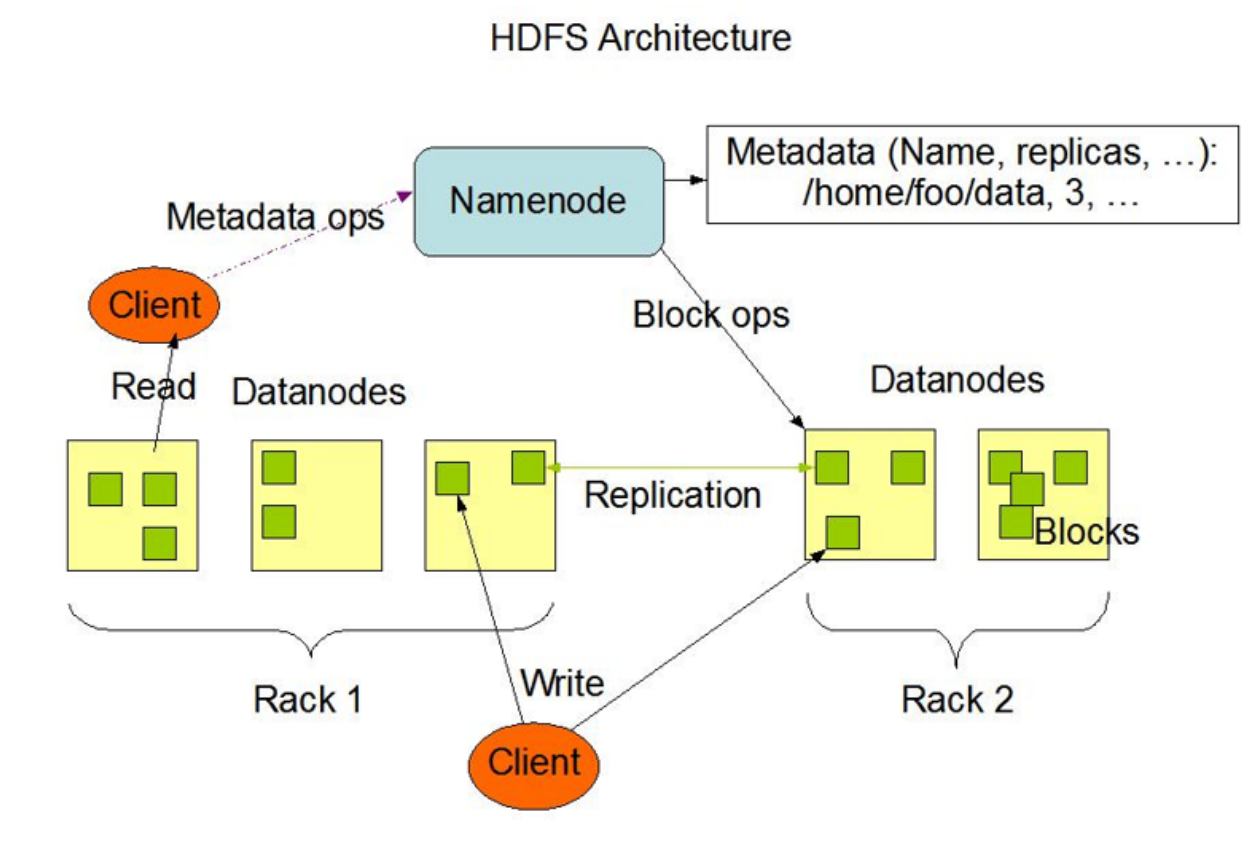 HDFS Architecture
Metadata (Name, replicas, …):
/home/foo/data, 3, …
Namenode
Metadata ops
Client
Block ops
Read
Datanodes
Datanodes
Replication
Blocks
Rack 1
Write
Rack 2
Client